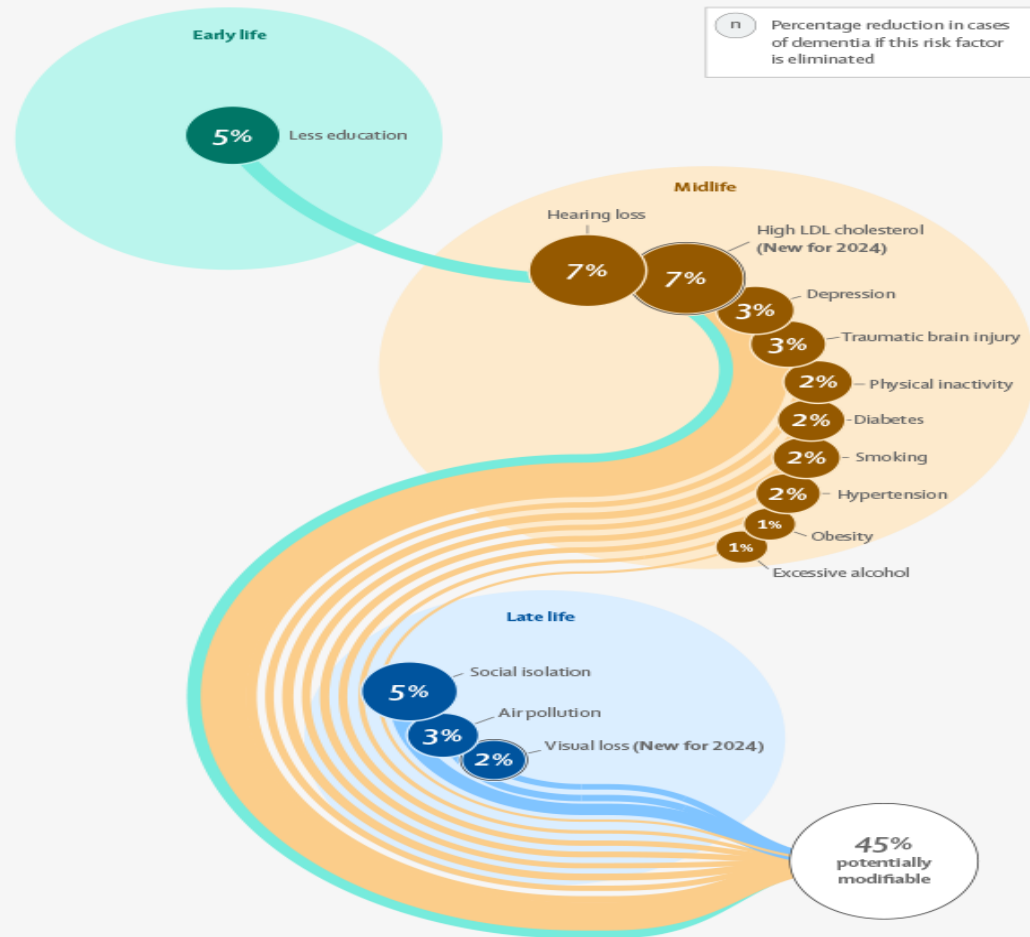 n
Percentage reduction in cases
of dementia if this risk factor
is eliminated
Early life
5%
Less education
Midlife
Hearing loss
7%
High LDL cholesterol
(New for 2024)
7%
Depression
3%
Traumatic brain injury
3%
Physical inactivity
2%
Diabetes
2%
Smoking
2%
Hypertension
2%
Obesity
1%
Excessive alcohol
1%
Late life
Social isolation
5%
Air pollution
3%
Visual loss (New for 2024)
2%
45%
potentially
modifiable